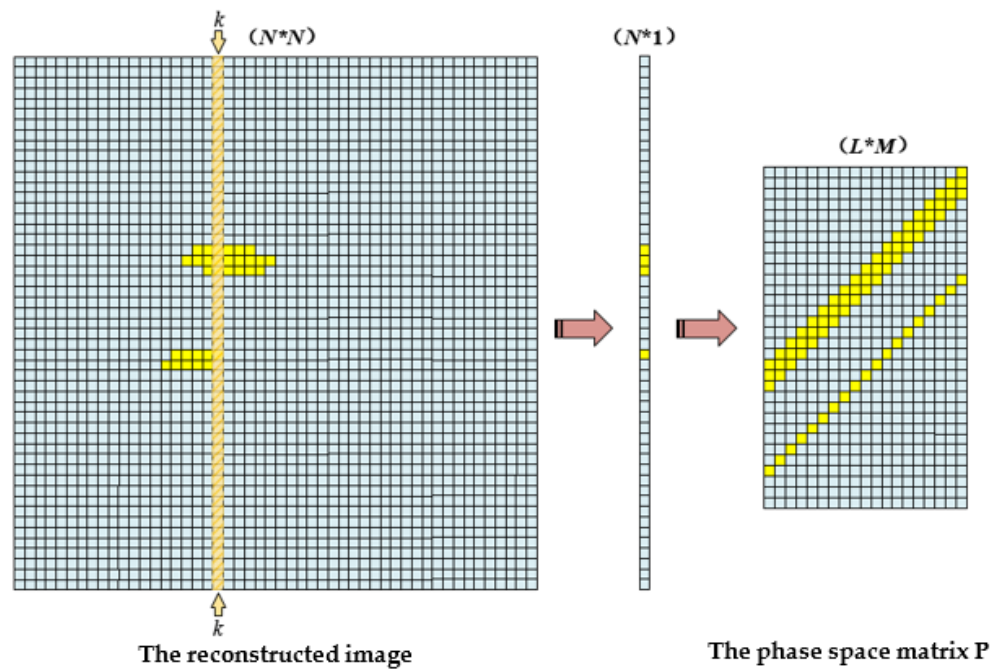 k
(N*N)
(N*1)
(L*M)
k
The reconstructed image
The phase space matrix P